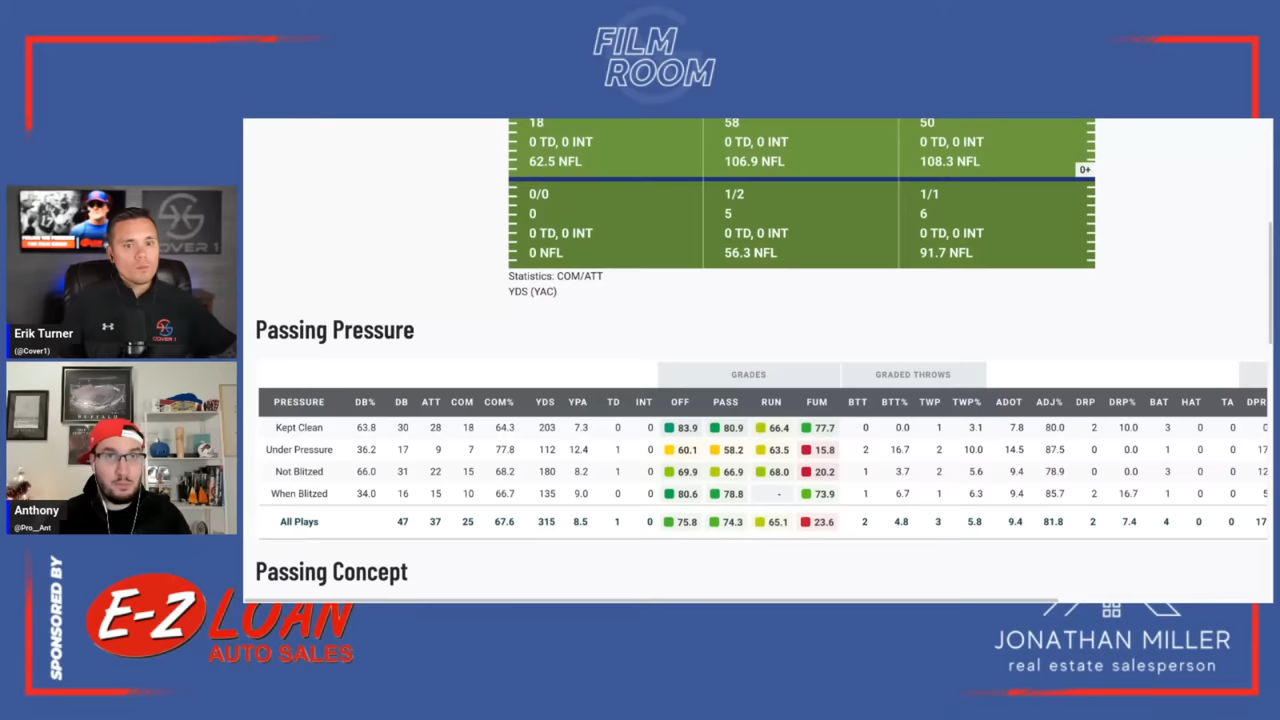 FILM
ROOM
18 58 50
0 TD, 0 INT 0 TD, 0 INT 0 TD, 0 INT
62.5 NFL 106.9 NFL 108.3 NFL
0+
0/0 1/2 1/1
0 5 6
0 TD, 0 INT 0 TD, 0 INT 0 TD, 0 INT
0 NFL 56.3 NFL 91.7 NFL
Statistics: COM/ATT
YDS (YAC)
COVER 1
Erik Turner
(@Cover1)
COVER 1
Passing Pressure
GRADES GRADED THROWS
PRESSURE DB% DB ATT COM COM% YDS YPA TD INT OFF PASS RUN FUM BTT BTT% TWP TWP% ADOT ADJ% DRP DRP% BAT HAT TA DPR
Kept Clean 63.8 30 28 18 64.3 203 7.3 0 0 83.9 80.9 66.4 77.7 0 0.0 1 3.1 7.8 80.0 2 10.0 3 0 0 0
Under Pressure 36.2 17 9 7 77.8 112 12.4 1 0 60.1 58.2 63.5 15.8 2 16.7 2 10.0 14.5 87.5 0 0.0 1 0 0 17
Not Blitzed 66.0 31 22 15 68.2 180 8.2 1 0 69.9 66.9 68.0 20.2 1 3.7 2 5.6 9.4 78.9 0 0.0 3 0 0 12
When Blitzed 34.0 16 15 10 66.7 135 9.0 0 0 80.6 78.8 - 73.9 1 6.7 1 6.3 9.4 85.7 2 16.7 1 0 0 5
All Plays 47 37 25 67.6 315 8.5 1 0 75.8 74.3 65.1 23.6 2 4.8 3 5.8 9.4 81.8 2 7.4 4 0 0 17
Passing Concept
BUFFALO
Anthony
(@Pro__Ant)
SPONSORED BY
E-Z LOAN
AUTO SALES
JONATHAN MILLER
real estate salesperson